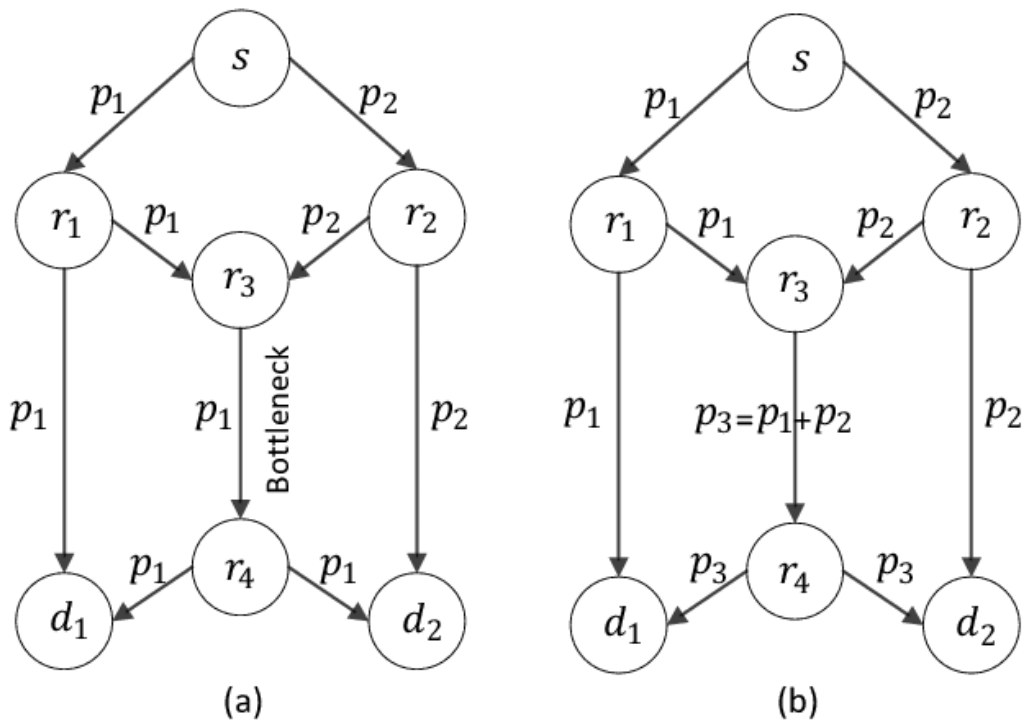 s
p₁
p₂
r₁
p₁
p₂
r₂
r₃
p₁
p₁
Bottleneck
p₂
p₁
r₄
p₁
d₁
d₂
(a)
s
p₁
p₂
r₁
p₁
p₂
r₂
r₃
p₁
p₃=p₁+p₂
p₂
p₃
r₄
p₃
d₁
d₂
(b)